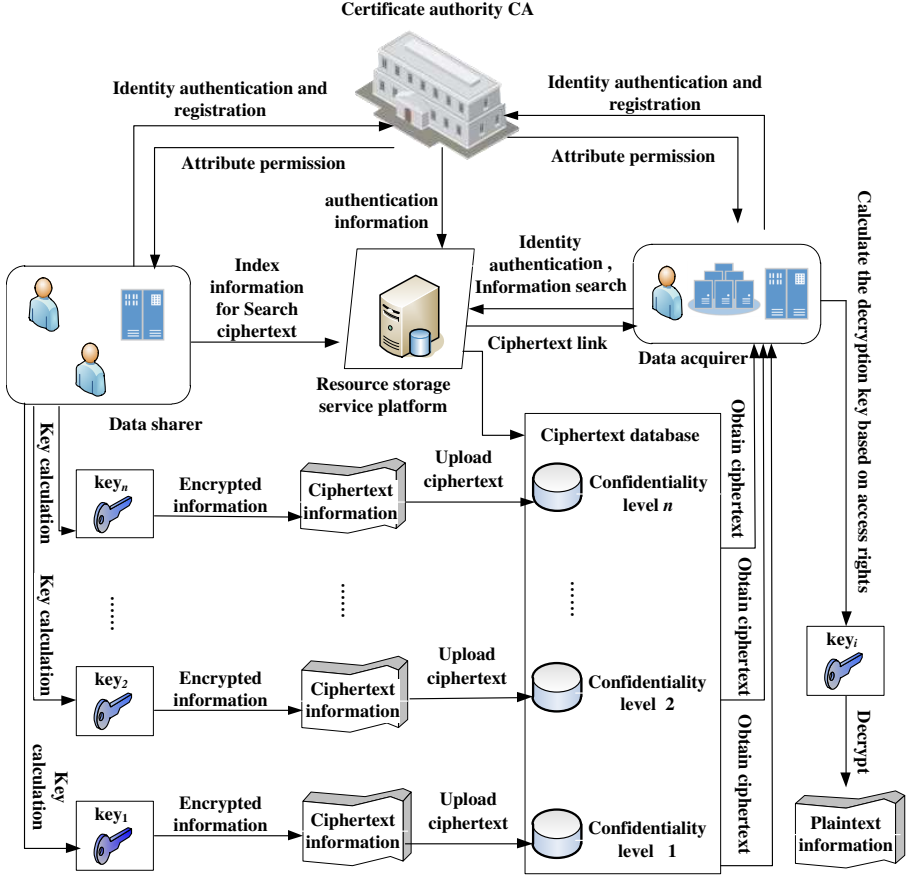 Certificate authority CA
Identity authentication and
registration
Identity authentication and
registration
Attribute permission
Attribute permission
authentication
information
Index
information
for Search
ciphertext
Identity
authentication ,
Information search
Ciphertext link
Data acquirer
Resource storage
service platform
Data sharer
Calculate the decryption key based on access rights
Ciphertext database
Key calculation
keyn
Encrypted
information
Ciphertext
information
Upload
ciphertext
Confidentiality
level n
Obtain ciphertext
Key calculation
key2
Encrypted
information
Ciphertext
information
Upload
ciphertext
Confidentiality
level 2
Obtain ciphertext
keyi
Decrypt
Key
calculation
key1
Encrypted
information
Ciphertext
information
Upload
ciphertext
Confidentiality
level 1
Obtain ciphertext
Plaintext
information